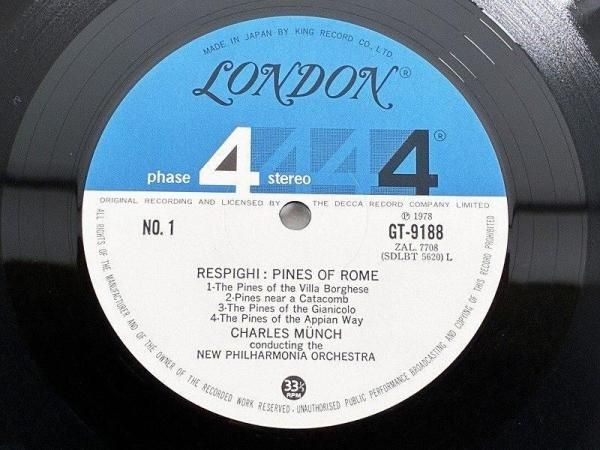 MADE IN JAPAN BY KING RECORD CO., LTD.
LONDON®
phase 4 stereo 4 4 4 ®
ORIGINAL RECORDING AND LICENSED BY THE DECCA RECORD COMPANY LIMITED
℗ 1978
NO. 1 GT-9188
ZAL. 7708
(SDLBT 5620) L
RESPIGHI : PINES OF ROME
1-The Pines of the Villa Borghese
2-Pines near a Catacomb
3-The Pines of the Gianicolo
4-The Pines of the Appian Way
CHARLES MÜNCH
conducting the
NEW PHILHARMONIA ORCHESTRA
33⅓
RPM
ALL RIGHTS OF THE MANUFACTURER AND OF THE OWNER OF THE RECORDED WORK RESERVED · UNAUTHORISED PUBLIC PERFORMANCE BROADCASTING AND COPYING OF THIS RECORD PROHIBITED